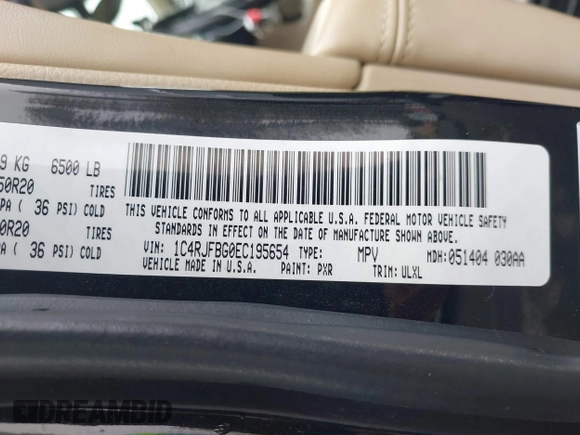 9 KG 6500 LB
50R20 TIRES
PA ( 36 PSI) COLD
0R20 TIRES
( 36 PSI) COLD
THIS VEHICLE CONFORMS TO ALL APPLICABLE U.S.A. FEDERAL MOTOR VEHICLE SAFETY
STANDARDS IN EFFECT ON THE DATE OF MANUFACTURE SHOWN ABOVE.
VIN: 1C4RJFBG0EC195654 TYPE: MPV MDH: 051404 030AA
VEHICLE MADE IN U.S.A. PAINT: PXR TRIM: ULXL
DREAMBID